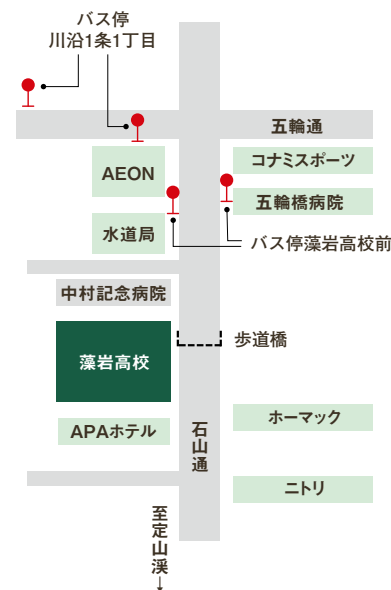 バス停
川沿1条1丁目
五輪通
AEON
コナミスポーツ
五輪橋病院
水道局
バス停藻岩高校前
中村記念病院
歩道橋
藻岩高校
ホーマック
APAホテル
石山通
ニトリ
至定山渓↓